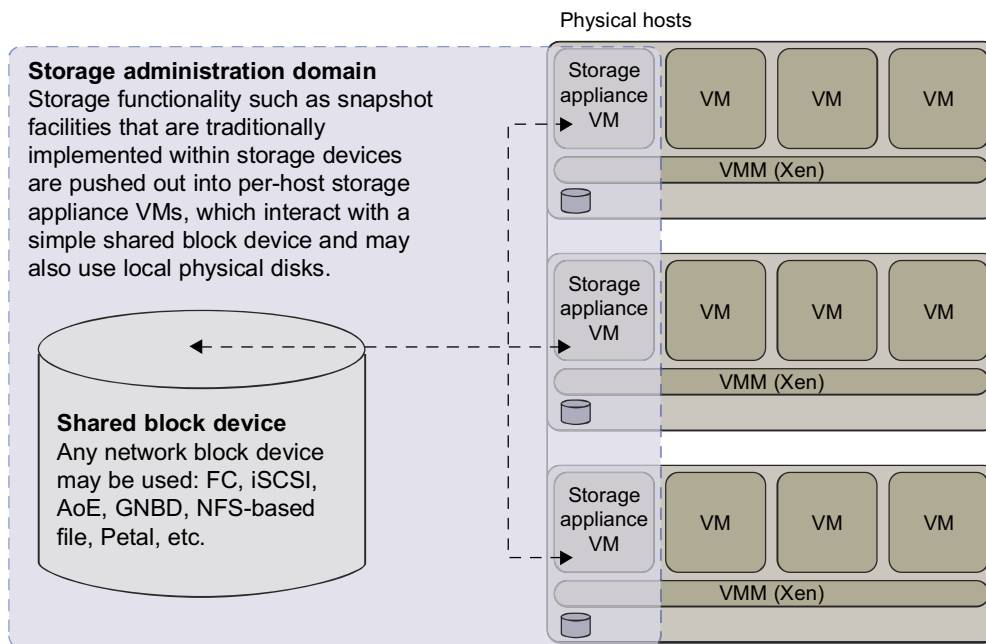 Physical hosts
Storage administration domain
Storage functionality such as snapshot
facilities that are traditionally
implemented within storage devices
are pushed out into per-host storage
appliance VMs, which interact with a
simple shared block device and may
also use local physical disks.
Shared block device
Any network block device
may be used: FC, iSCSI,
AoE, GNBD, NFS-based
file, Petal, etc.
Storage
appliance
VM
VM
VM
VM
VMM (Xen)
Storage
appliance
VM
VM
VM
VM
VMM (Xen)
Storage
appliance
VM
VM
VM
VM
VMM (Xen)